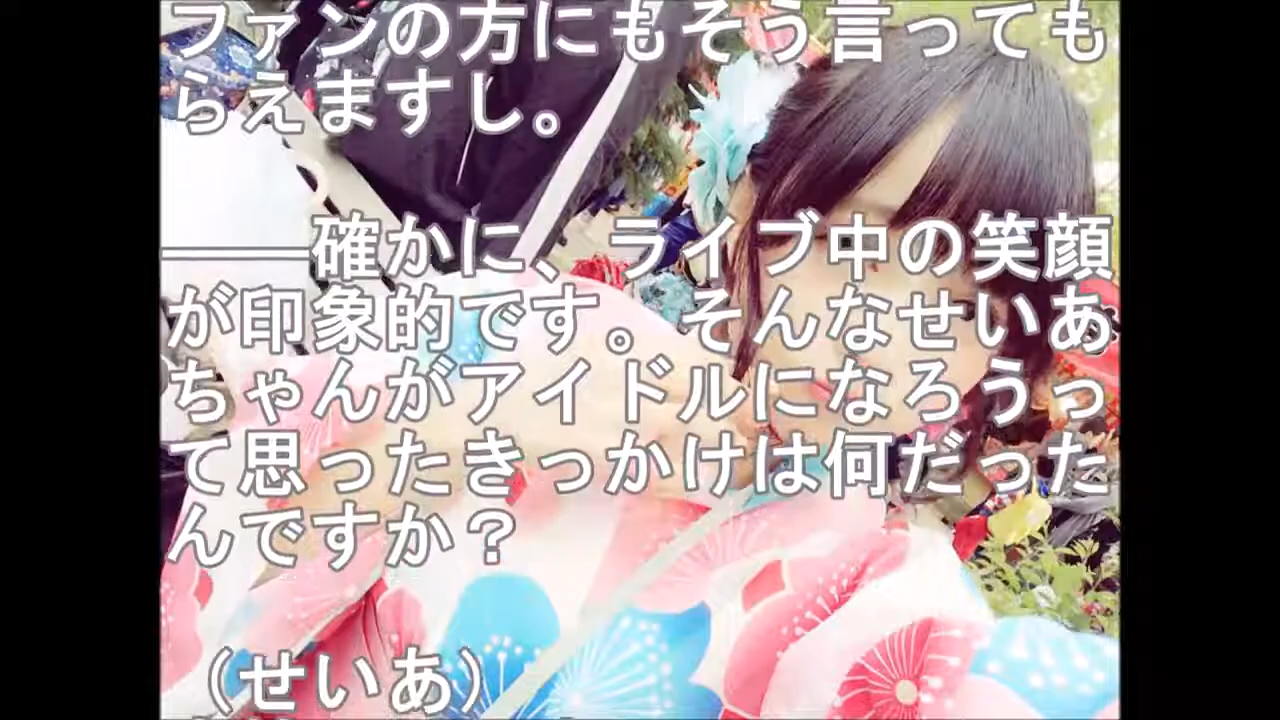 ファンの方にもそう言っても
らえますし。
――確かに、ライブ中の笑顔
が印象的です。そんなせいあ
ちゃんがアイドルになろうっ
て思ったきっかけは何だった
んですか？
（せいあ）